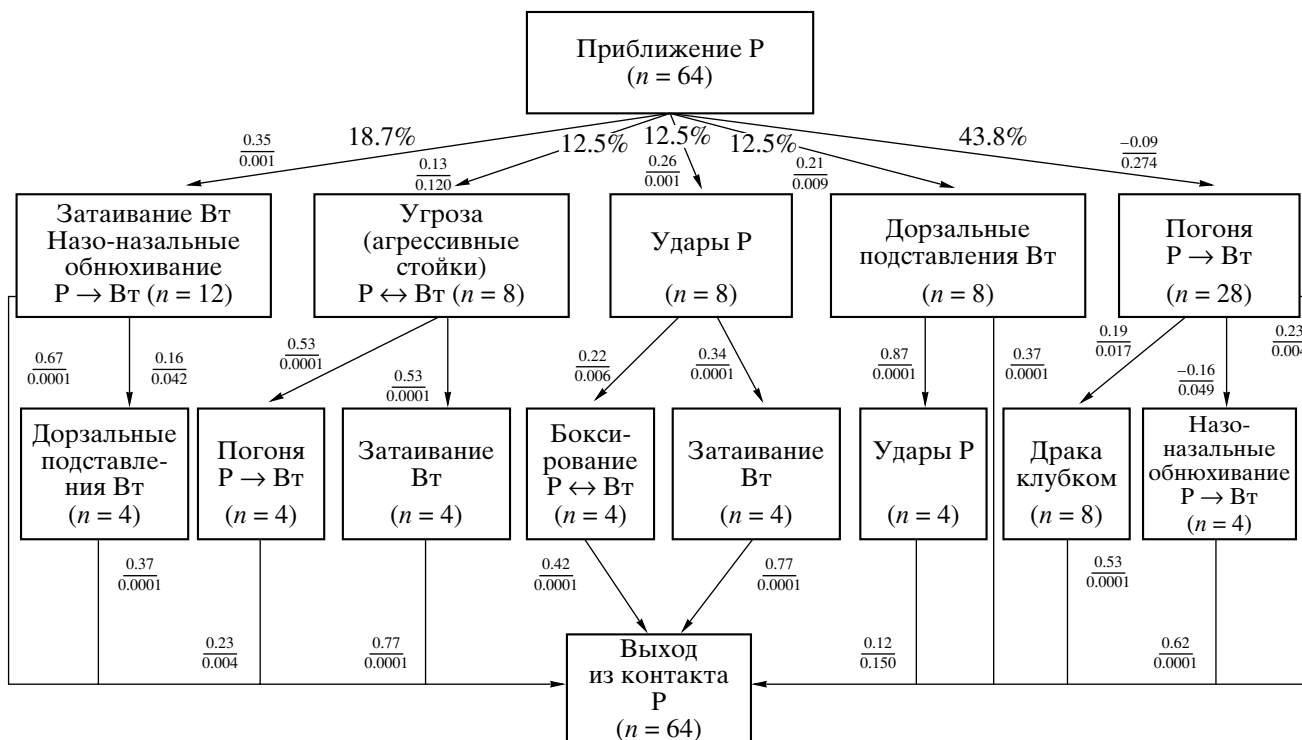 Приближение Р
(n = 64)
0.35
0.001
18.7%
12.5%
0.13
0.120
12.5%
0.26
0.001
12.5%
0.21
0.009
43.8%
−0.09
0.274
Затаивание Вт
Назо-назальные
обнюхивание
Р → Вт (n = 12)
Угроза
(агрессивные
стойки)
Р ↔ Вт (n = 8)
Удары Р
(n = 8)
Дорзальные
подставления Вт
(n = 8)
Погоня
Р → Вт
(n = 28)
0.67
0.0001
0.16
0.042
0.53
0.0001
0.53
0.0001
0.22
0.006
0.34
0.0001
0.87
0.0001
0.37
0.0001
0.19
0.017
−0.16
0.049
0.23
0.004
Дорзальные
подставле-
ния Вт
(n = 4)
Погоня
Р → Вт
(n = 4)
Затаивание
Вт
(n = 4)
Бокси-
рование
Р ↔ Вт
(n = 4)
Затаивание
Вт
(n = 4)
Удары Р
(n = 4)
Драка
клубком
(n = 8)
Назо-
назальные
обнюхивание
Р → Вт
(n = 4)
0.37
0.0001
0.23
0.004
0.77
0.0001
0.42
0.0001
0.77
0.0001
0.12
0.150
0.53
0.0001
0.62
0.0001
Выход
из контакта
Р
(n = 64)